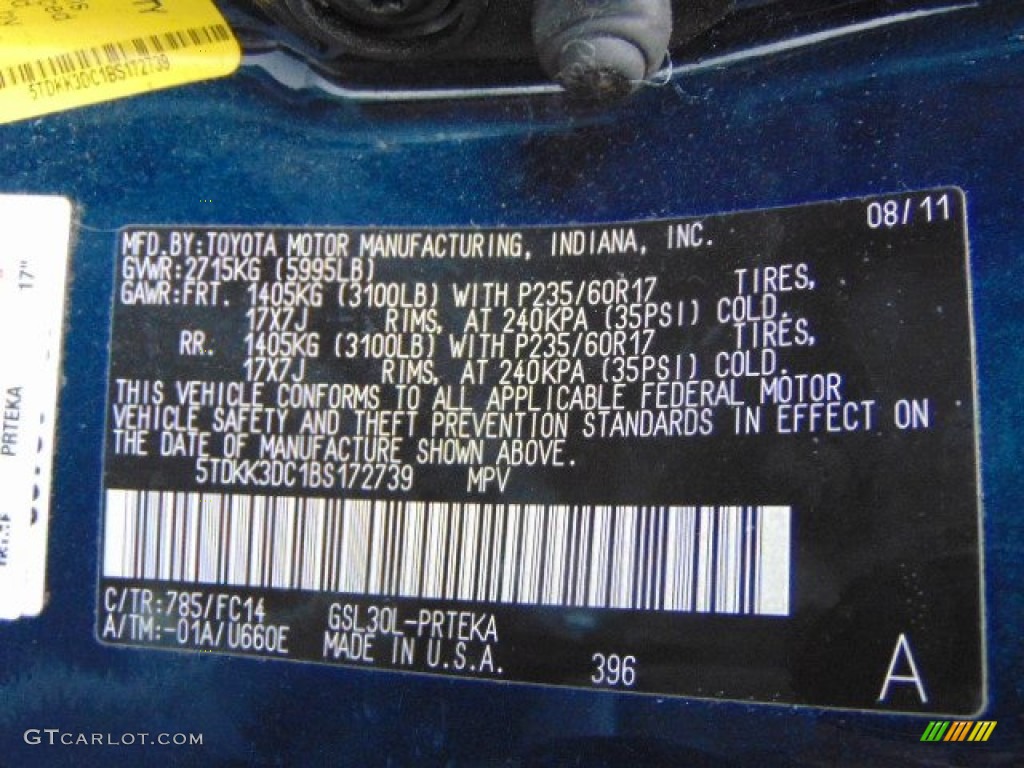 5TDKK3DC1BS172739
17"
PRTEKA
08/11
MFD.BY:TOYOTA MOTOR MANUFACTURING, INDIANA, INC.
GVWR:2715KG (5995LB)
GAWR:FRT. 1405KG (3100LB) WITH P235/60R17 TIRES,
17X7J RIMS, AT 240KPA (35PSI) COLD.
RR. 1405KG (3100LB) WITH P235/60R17 TIRES,
17X7J RIMS, AT 240KPA (35PSI) COLD.
THIS VEHICLE CONFORMS TO ALL APPLICABLE FEDERAL MOTOR
VEHICLE SAFETY AND THEFT PREVENTION STANDARDS IN EFFECT ON
THE DATE OF MANUFACTURE SHOWN ABOVE.
5TDKK3DC1BS172739 MPV
C/TR:785/FC14 GSL30L-PRTEKA
A/TM:-01A/U660E MADE IN U.S.A.
396
A
GTCARLOT.COM